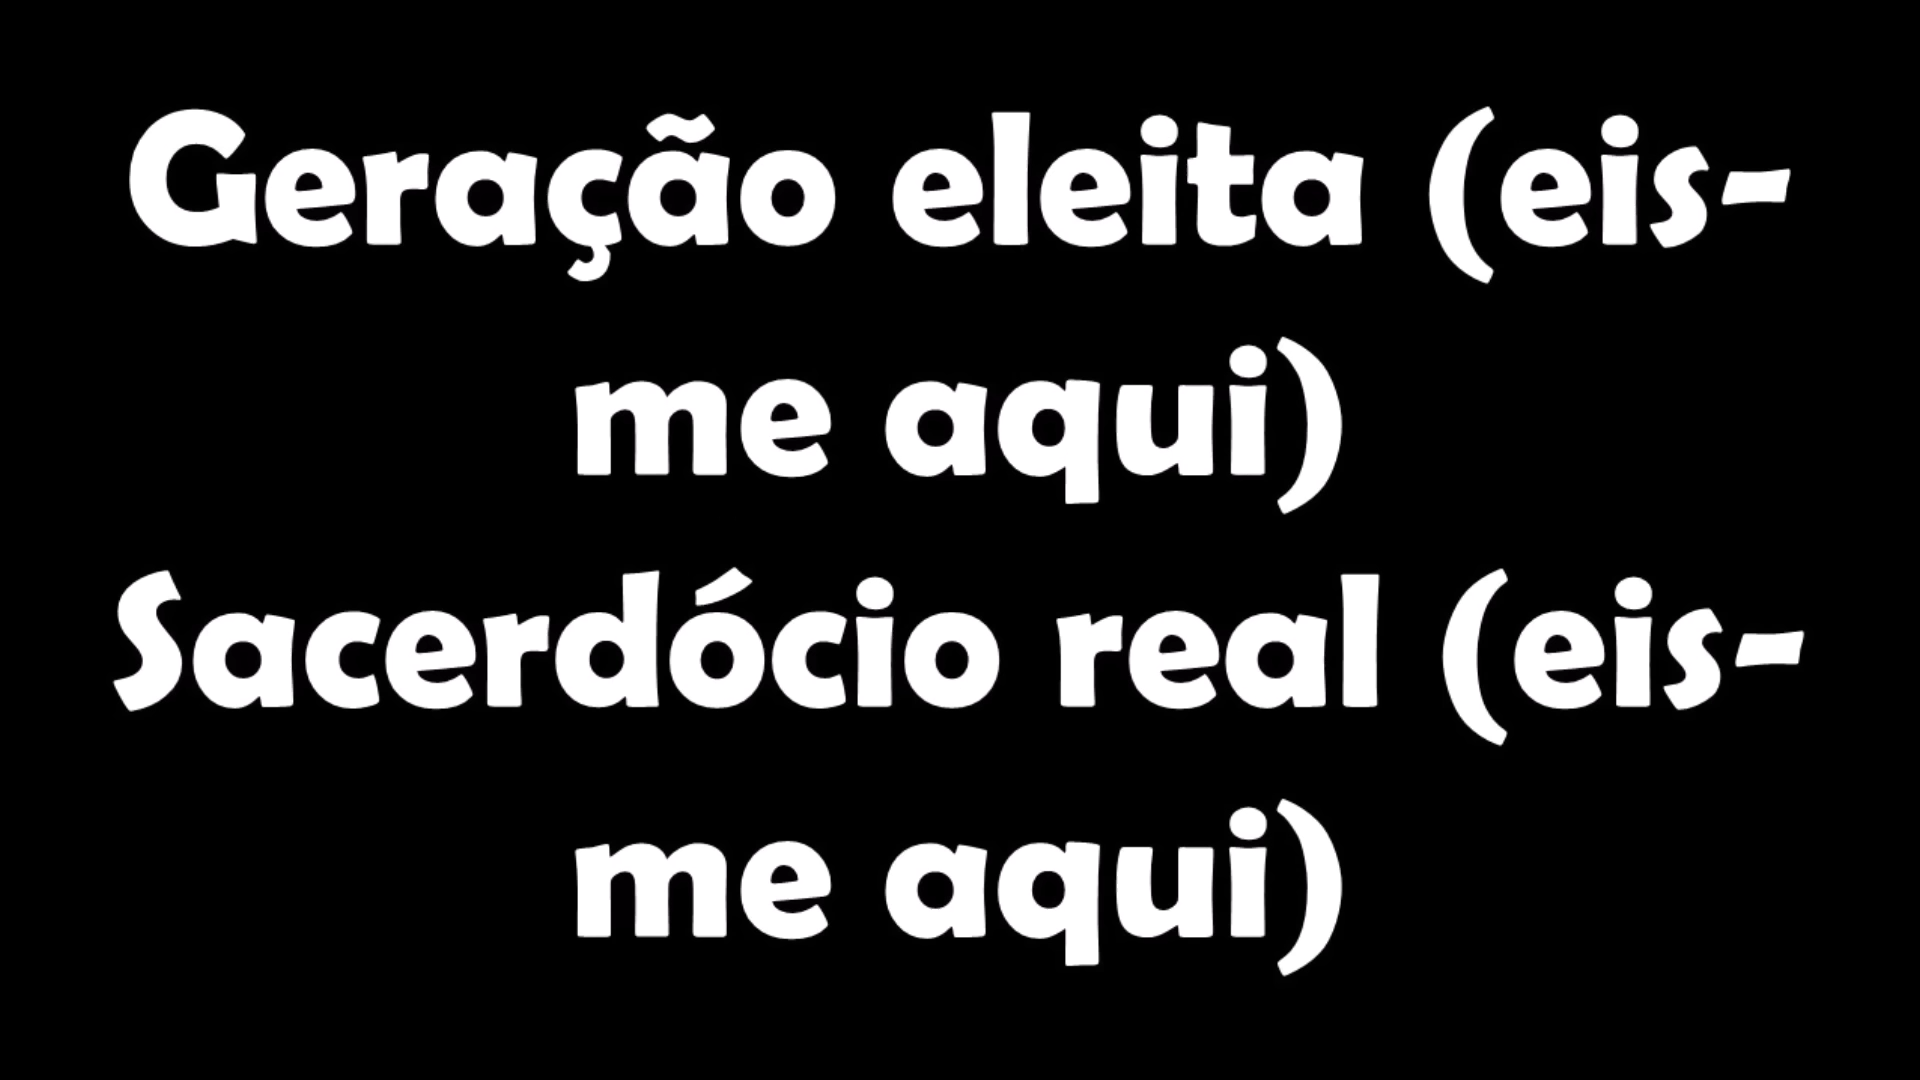 Geração eleita (eis-
me aqui)
Sacerdócio real (eis-
me aqui)